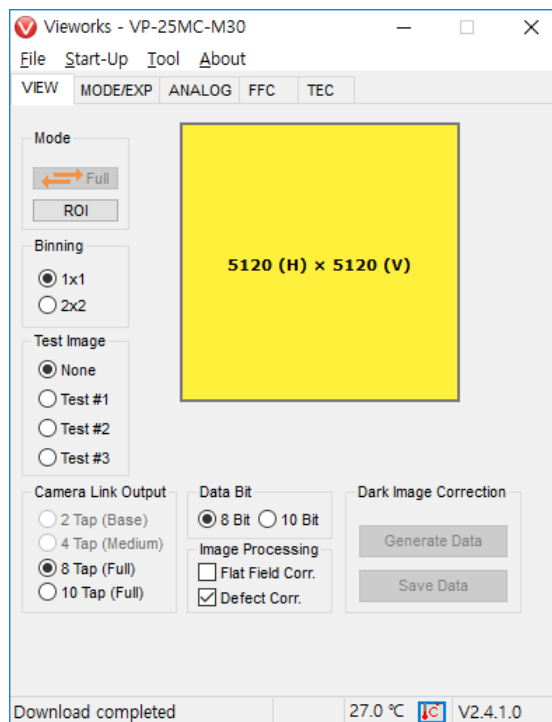 Vieworks - VP-25MC-M30
File Start-Up Tool About
VIEW MODE/EXP ANALOG FFC TEC
Mode
Full
ROI
5120 (H) × 5120 (V)
Binning
1x1
2x2
Test Image
None
Test #1
Test #2
Test #3
Camera Link Output
2 Tap (Base)
4 Tap (Medium)
8 Tap (Full)
10 Tap (Full)
Data Bit
8 Bit 10 Bit
Image Processing
Flat Field Corr.
Defect Corr.
Dark Image Correction
Generate Data
Save Data
Download completed 27.0 ℃ V2.4.1.0